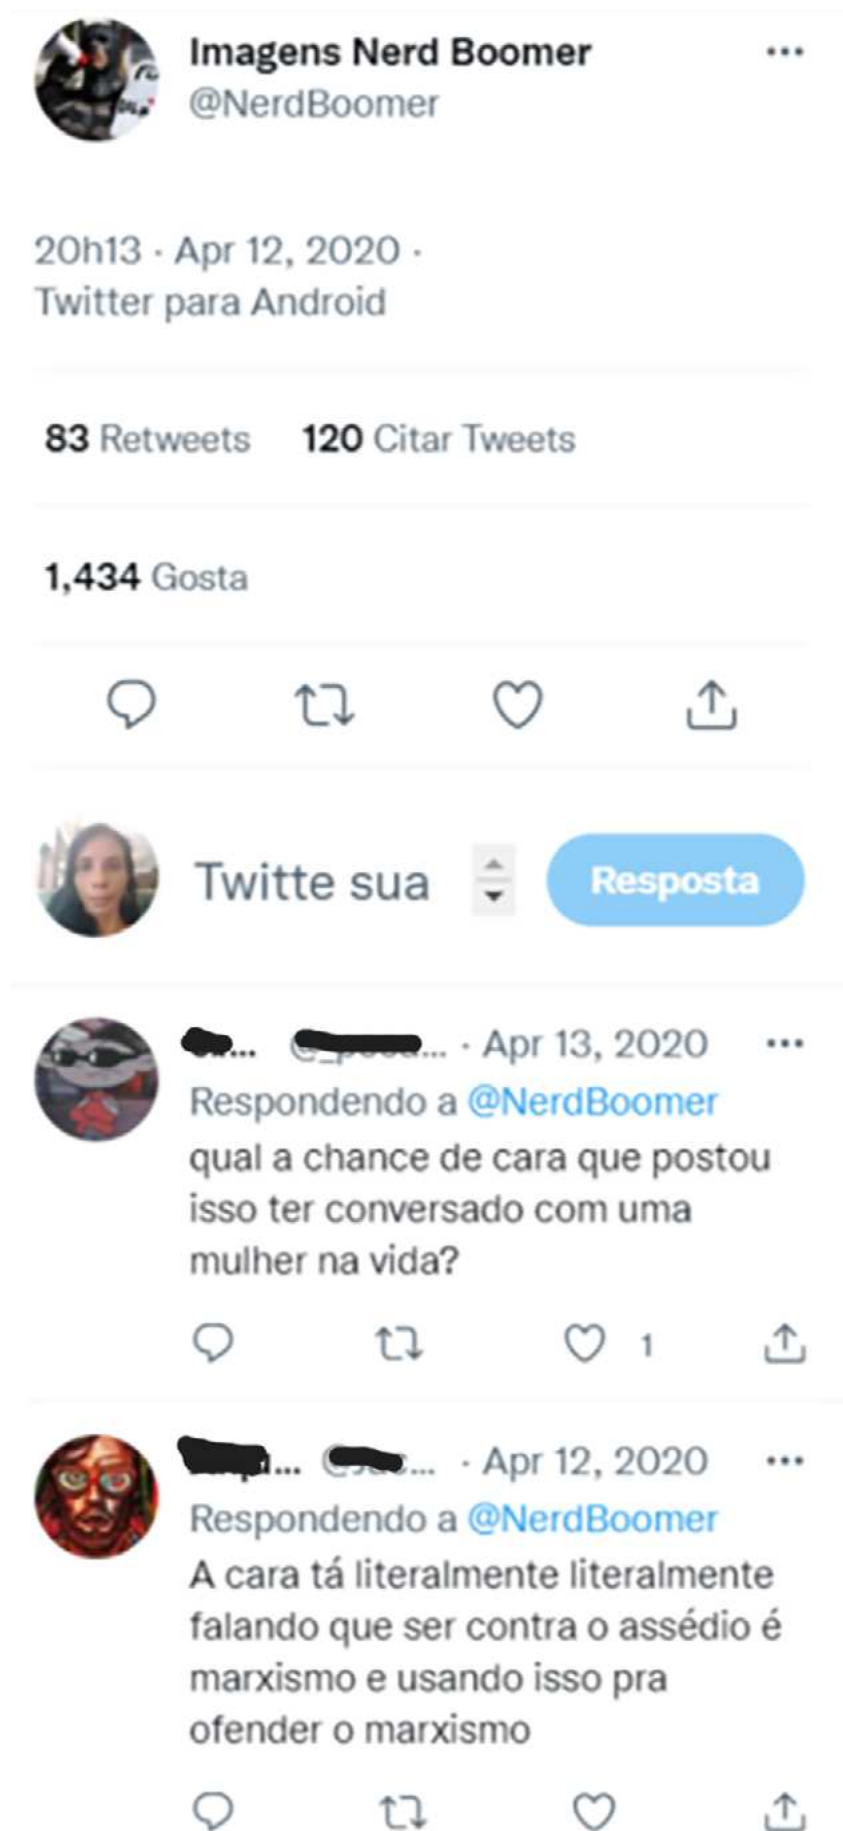 Imagens Nerd Boomer
@NerdBoomer
20h13 · Apr 12, 2020 ·
Twitter para Android
83 Retweets 120 Citar Tweets
1,434 Gosta
Twitte sua
Resposta
... · Apr 13, 2020
Respondendo a @NerdBoomer
qual a chance de cara que postou
isso ter conversado com uma
mulher na vida?
1
... ... · Apr 12, 2020
Respondendo a @NerdBoomer
A cara tá literalmente literalmente
falando que ser contra o assédio é
marxismo e usando isso pra
ofender o marxismo